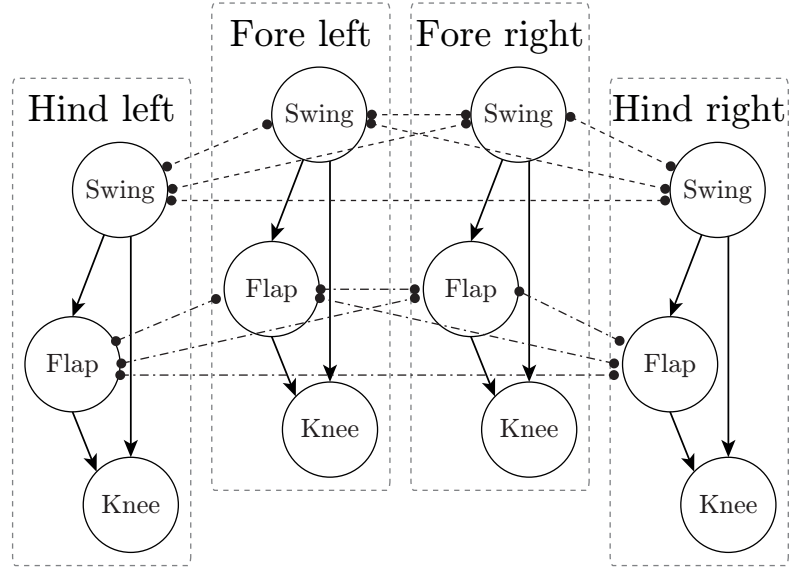 Fore left
Fore right
Hind left
Hind right
Swing
Swing
Swing
Swing
Flap
Flap
Flap
Flap
Knee
Knee
Knee
Knee